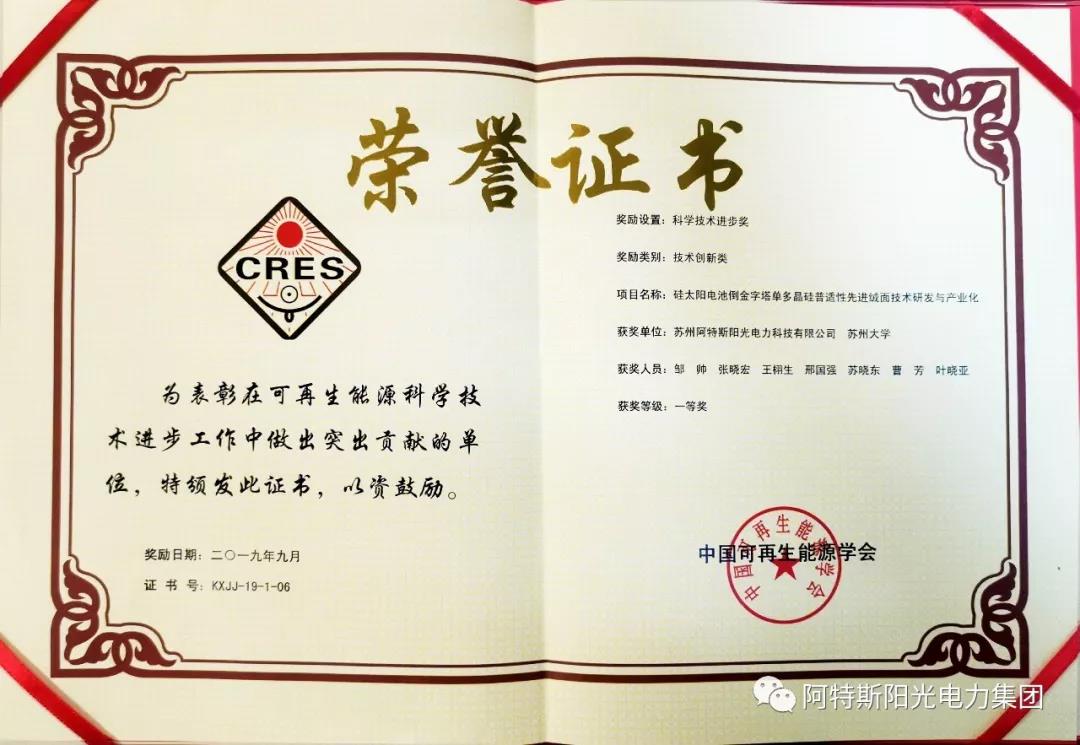 荣誉证书
CRES
为表彰在可再生能源科学技
术进步工作中做出突出贡献的单
位，特颁发此证书，以资鼓励。
奖励日期：二〇一九年九月
证 书 号：KXJJ-19-1-06
奖励设置：科学技术进步奖
奖励类别：技术创新类
项目名称：硅太阳电池倒金字塔单多晶硅普适性先进绒面技术研发与产业化
获奖单位：苏州阿特斯阳光电力科技有限公司 苏州大学
获奖人员：邹 帅 张晓宏 王栩生 邢国强 苏晓东 曹 芳 叶晓亚
获奖等级：一等奖
中国可再生能源学会
中国可再生能源学会
阿特斯阳光电力集团